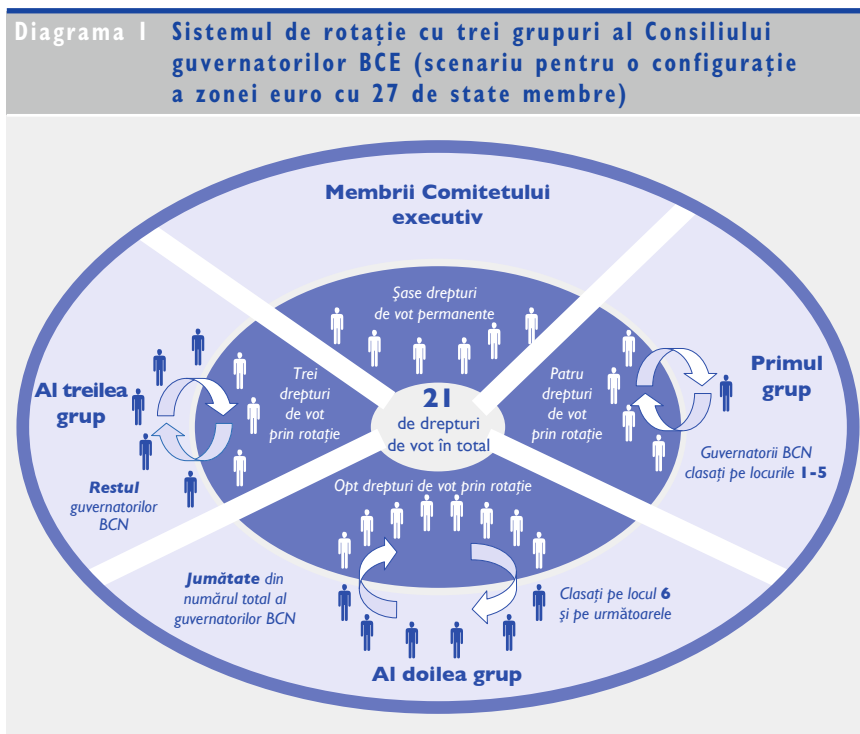 Diagrama 1 Sistemul de rotație cu trei grupuri al Consiliului
guvernatorilor BCE (scenariu pentru o configurație
a zonei euro cu 27 de state membre)
Membrii Comitetului
executiv
Șase drepturi
de vot permanente
Al treilea
grup
Trei
drepturi
de vot
prin rotație
21
de drepturi
de vot în total
Patru
drepturi
de vot
prin rotație
Primul
grup
Guvernatorii BCN
clasați pe locurile 1-5
Restul
guvernatorilor
BCN
Opt drepturi de vot prin rotație
Jumătate din
numărul total al
guvernatorilor BCN
Clasați pe locul 6
și pe următoarele
Al doilea grup